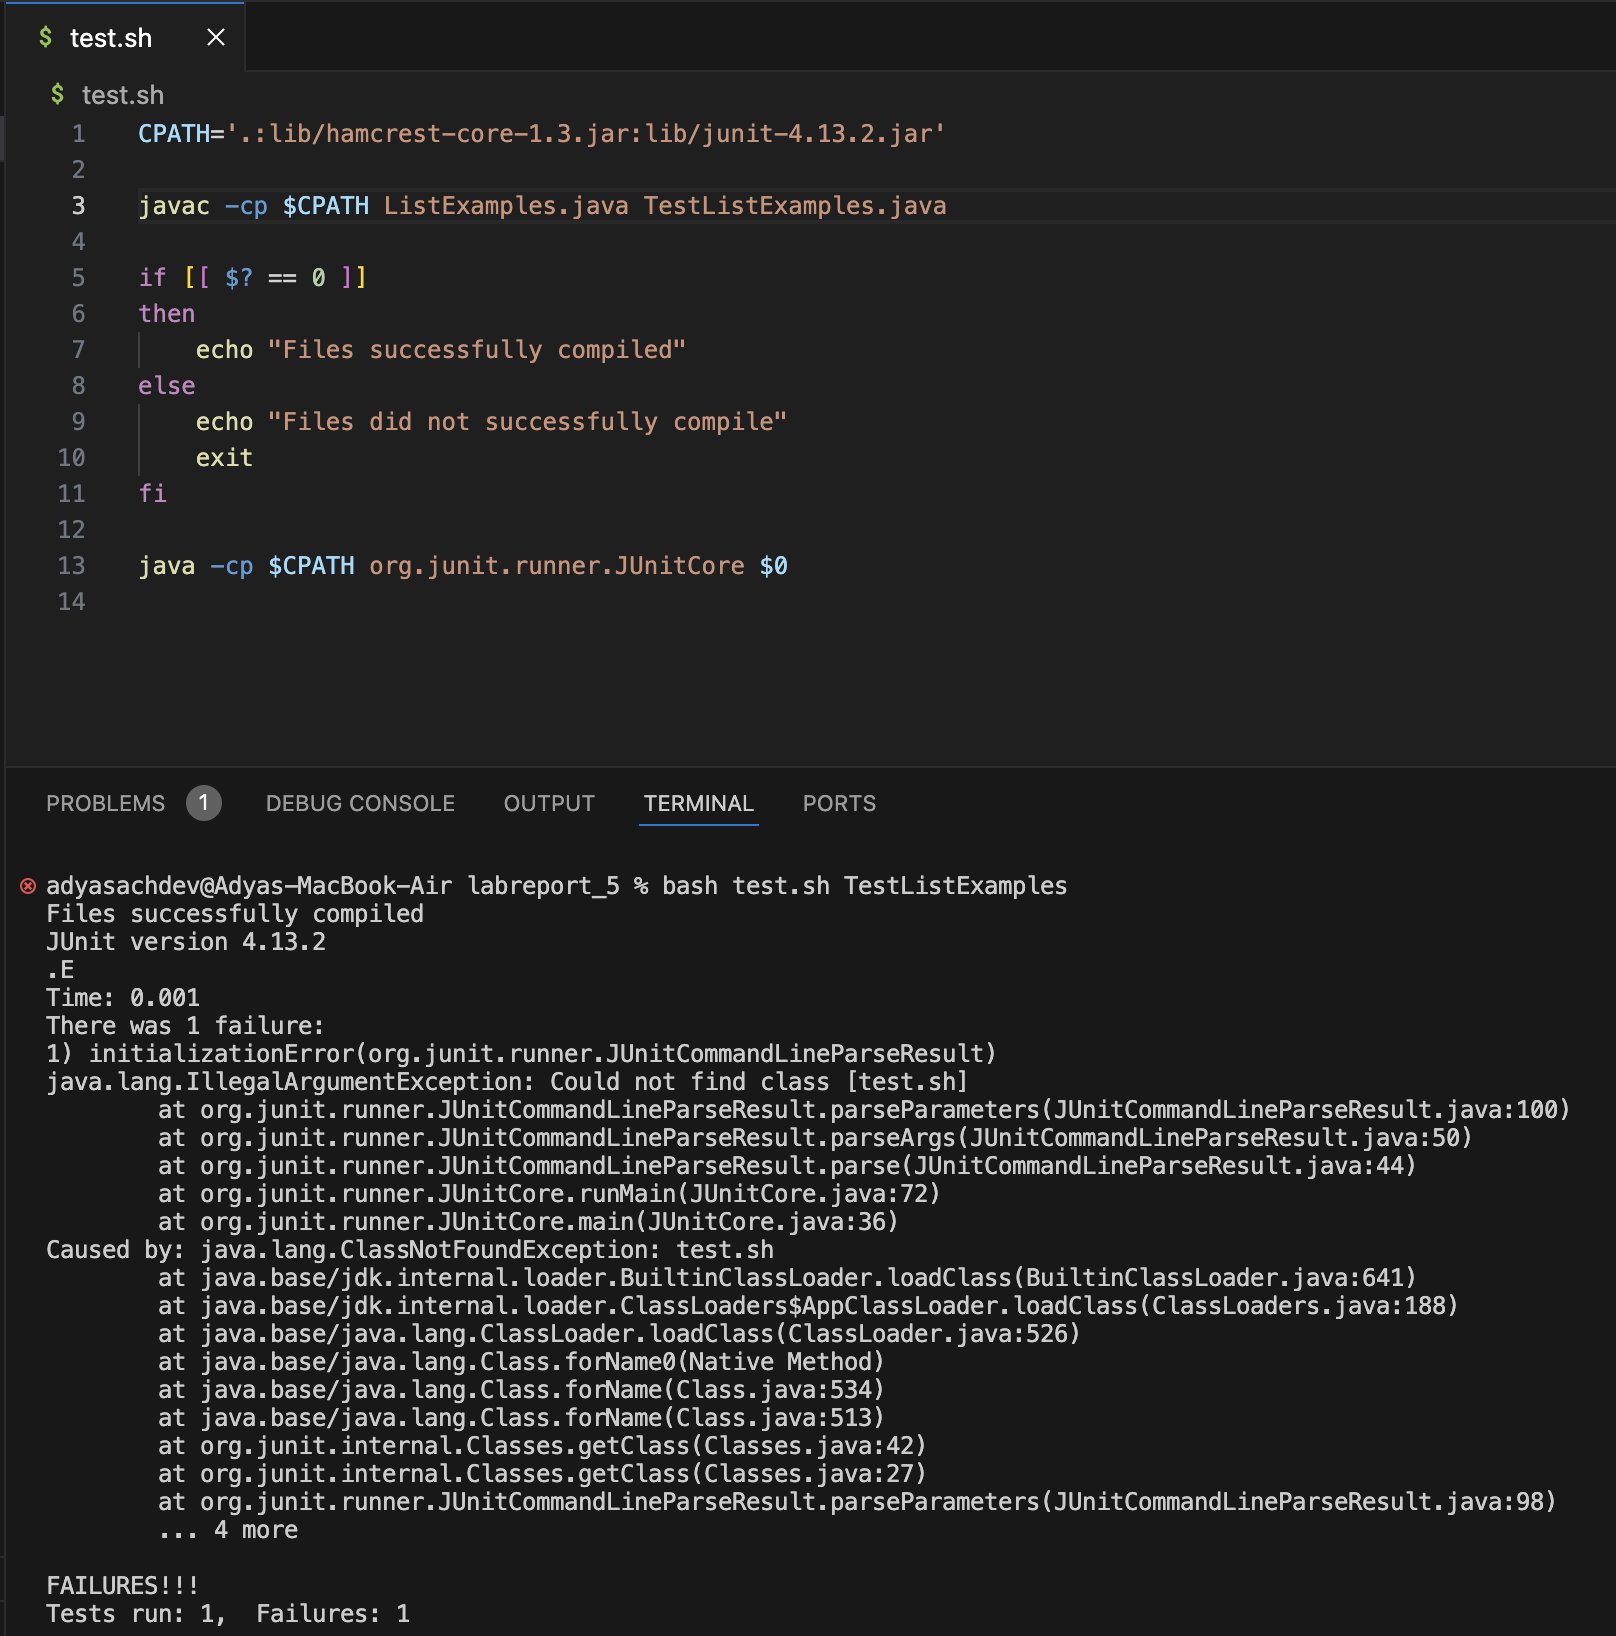 $ test.sh ×
$ test.sh
1 CPATH='.:lib/hamcrest-core-1.3.jar:lib/junit-4.13.2.jar'
2
3 javac -cp $CPATH ListExamples.java TestListExamples.java
4
5 if [[ $? == 0 ]]
6 then
7     echo "Files successfully compiled"
8 else
9     echo "Files did not successfully compile"
10     exit
11 fi
12
13 java -cp $CPATH org.junit.runner.JUnitCore $0
14
PROBLEMS 1 DEBUG CONSOLE OUTPUT TERMINAL PORTS
adyasachdev@Adyas-MacBook-Air labreport_5 % bash test.sh TestListExamples
Files successfully compiled
JUnit version 4.13.2
.E
Time: 0.001
There was 1 failure:
1) initializationError(org.junit.runner.JUnitCommandLineParseResult)
java.lang.IllegalArgumentException: Could not find class [test.sh]
        at org.junit.runner.JUnitCommandLineParseResult.parseParameters(JUnitCommandLineParseResult.java:100)
        at org.junit.runner.JUnitCommandLineParseResult.parseArgs(JUnitCommandLineParseResult.java:50)
        at org.junit.runner.JUnitCommandLineParseResult.parse(JUnitCommandLineParseResult.java:44)
        at org.junit.runner.JUnitCore.runMain(JUnitCore.java:72)
        at org.junit.runner.JUnitCore.main(JUnitCore.java:36)
Caused by: java.lang.ClassNotFoundException: test.sh
        at java.base/jdk.internal.loader.BuiltinClassLoader.loadClass(BuiltinClassLoader.java:641)
        at java.base/jdk.internal.loader.ClassLoaders$AppClassLoader.loadClass(ClassLoaders.java:188)
        at java.base/java.lang.ClassLoader.loadClass(ClassLoader.java:526)
        at java.base/java.lang.Class.forName0(Native Method)
        at java.base/java.lang.Class.forName(Class.java:534)
        at java.base/java.lang.Class.forName(Class.java:513)
        at org.junit.internal.Classes.getClass(Classes.java:42)
        at org.junit.internal.Classes.getClass(Classes.java:27)
        at org.junit.runner.JUnitCommandLineParseResult.parseParameters(JUnitCommandLineParseResult.java:98)
        ... 4 more
FAILURES!!!
Tests run: 1,  Failures: 1